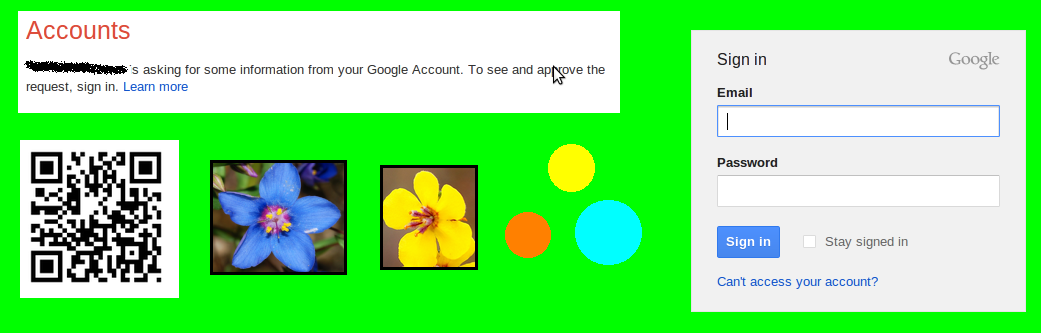 Accounts
's asking for some information from your Google Account. To see and approve the
request, sign in. Learn more
Sign in Google
Email
Password
Sign in Stay signed in
Can't access your account?